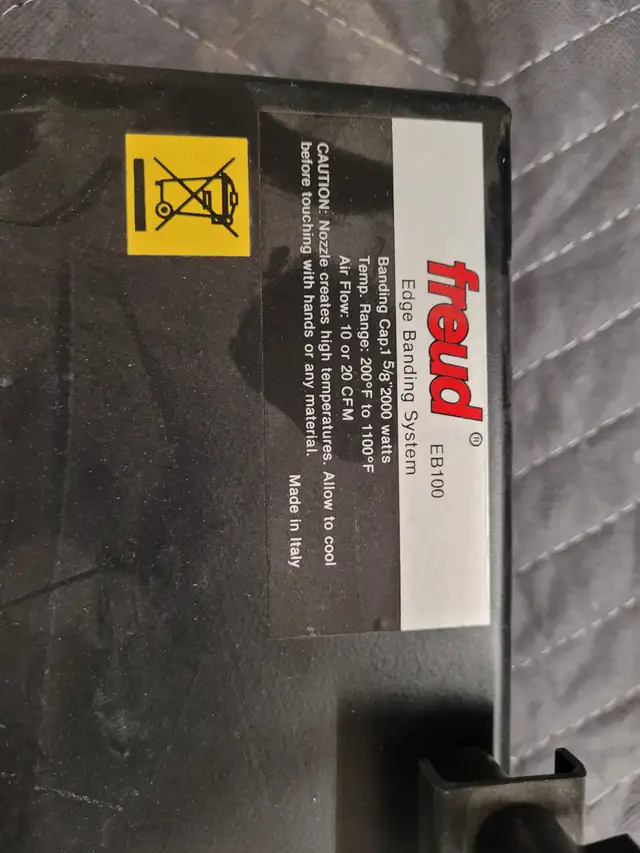 freud® EB100
Edge Banding System
Banding Cap.1 5/8"2000 watts
Temp. Range: 200°F to 1100°F
Air Flow: 10 or 20 CFM
CAUTION: Nozzle creates high temperatures. Allow to cool
before touching with hands or any material.
Made in Italy